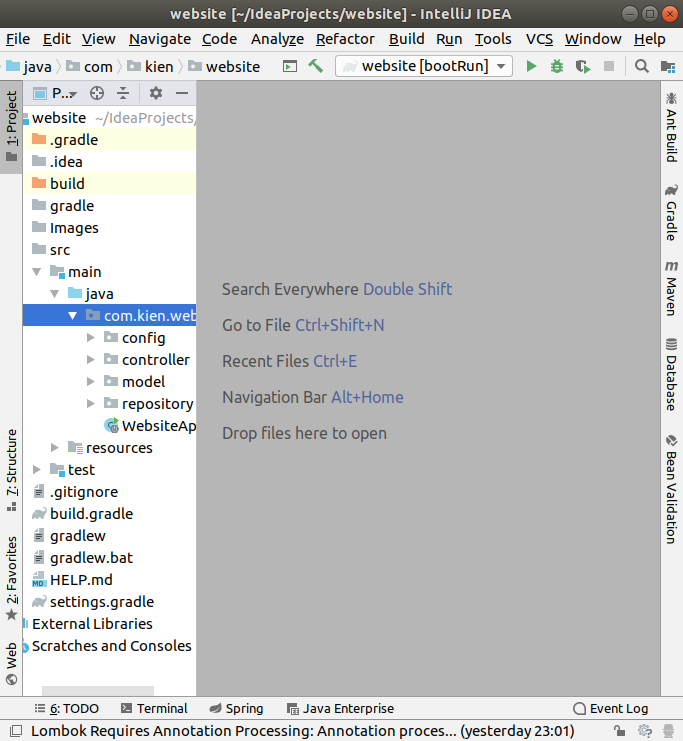 website [~/IdeaProjects/website] - IntelliJ IDEA
File Edit View Navigate Code Analyze Refactor Build Run Tools VCS Window Help
java com kien website website [bootRun]
1: Project
P...
website ~/IdeaProjects/
.gradle
.idea
build
gradle
Images
src
main
java
com.kien.web
config
controller
model
repository
WebsiteAp
resources
test
.gitignore
build.gradle
gradlew
gradlew.bat
MD HELP.md
settings.gradle
External Libraries
Scratches and Consoles
7: Structure
2: Favorites
Web
Search Everywhere Double Shift
Go to File Ctrl+Shift+N
Recent Files Ctrl+E
Navigation Bar Alt+Home
Drop files here to open
Ant Build
Gradle
m Maven
Database
Bean Validation
6: TODO Terminal Spring Java Enterprise Event Log
Lombok Requires Annotation Processing: Annotation proces... (yesterday 23:01)